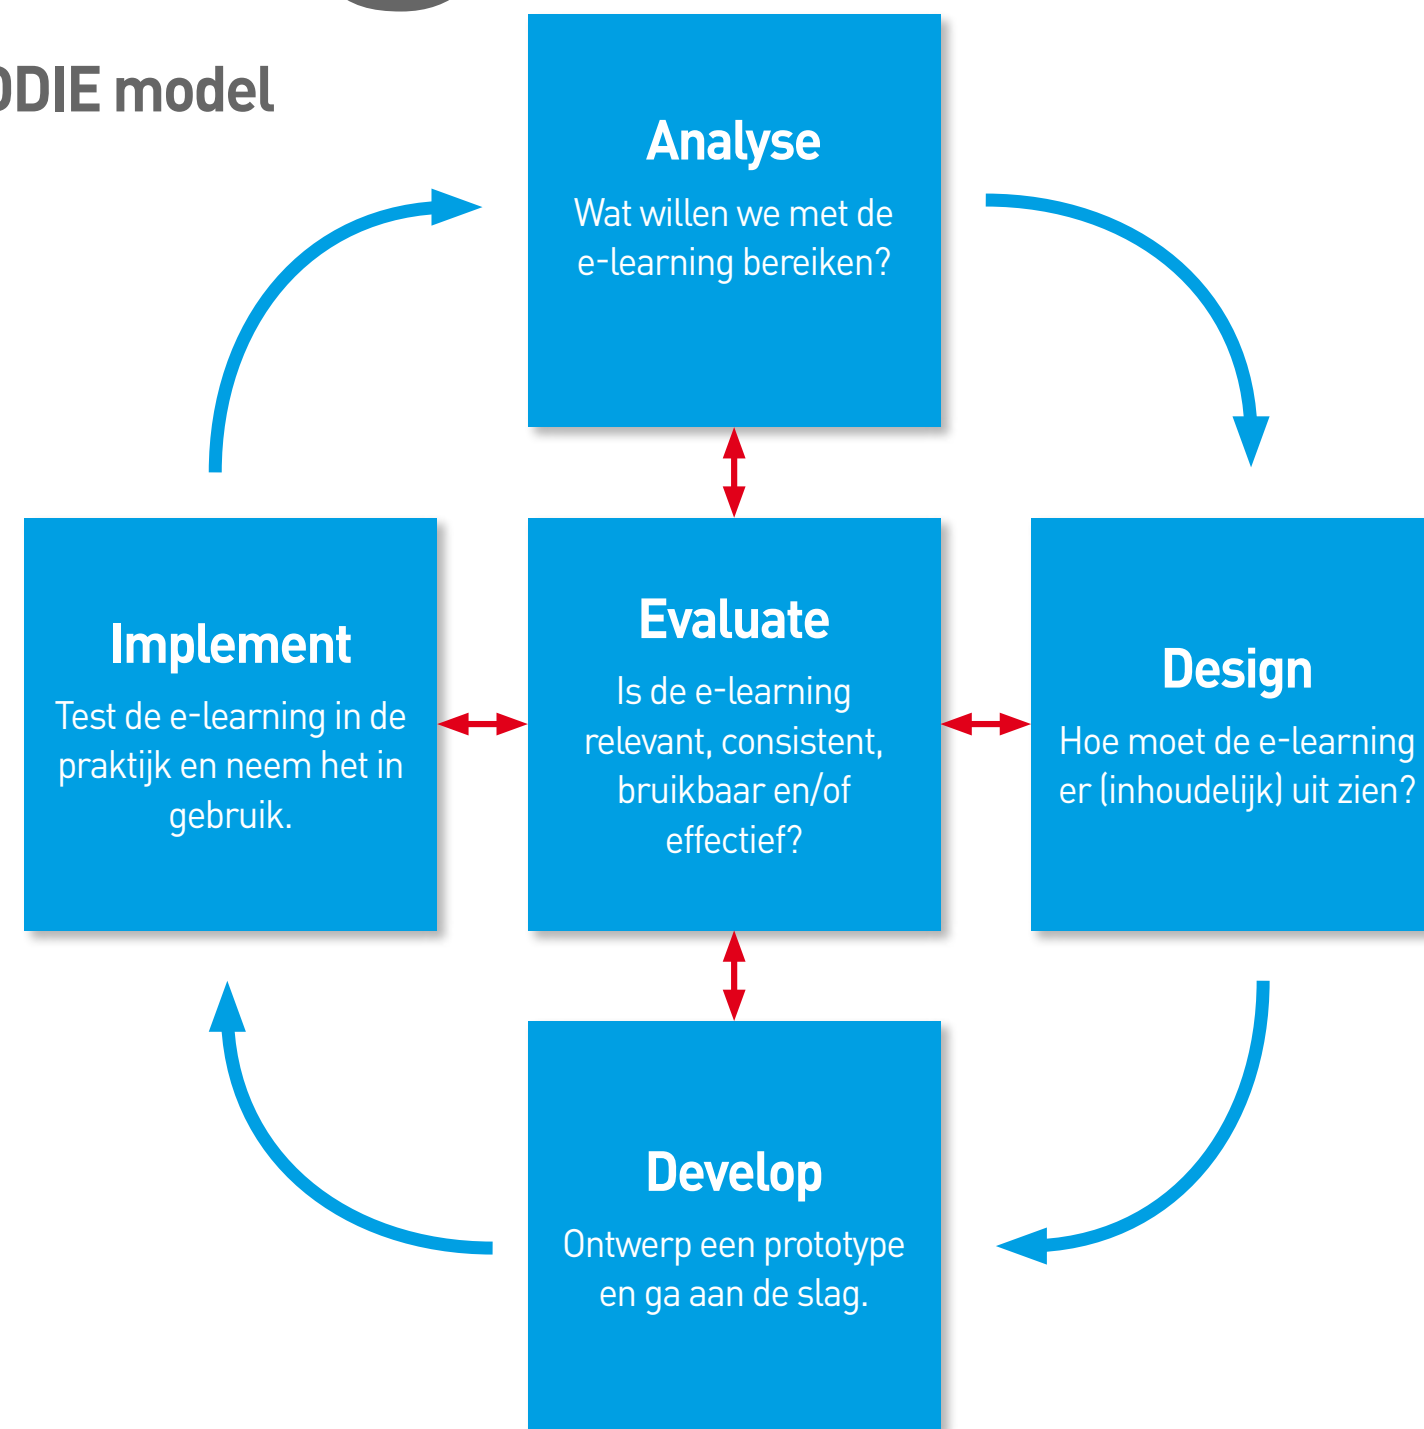 DDIE model
Analyse
Wat willen we met de
e-learning bereiken?
Implement
Test de e-learning in de
praktijk en neem het in
gebruik.
Evaluate
Is de e-learning
relevant, consistent,
bruikbaar en/of
effectief?
Design
Hoe moet de e-learning
er (inhoudelijk) uit zien?
Develop
Ontwerp een prototype
en ga aan de slag.